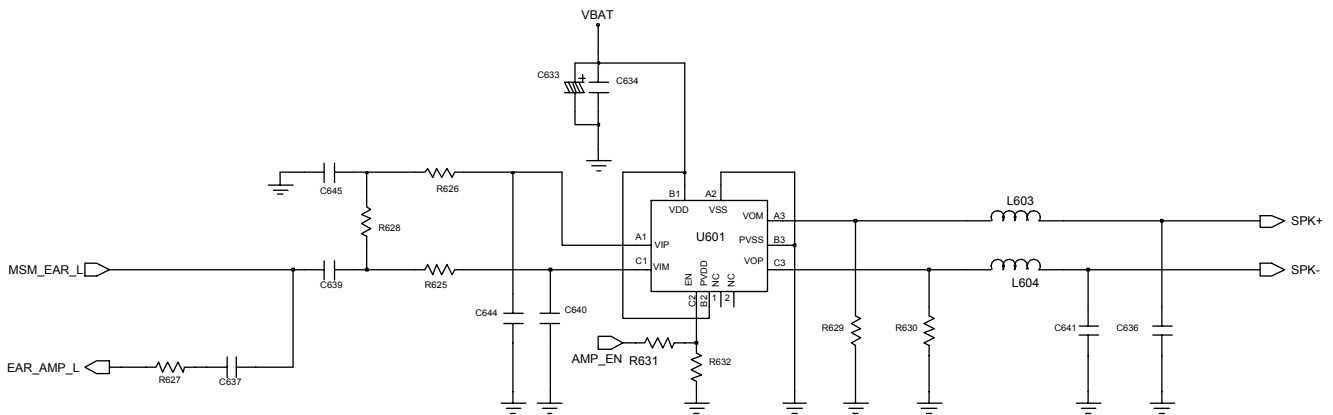 VBAT
C633
+
C634
C645
R626
R628
MSM_EAR_L
C639
R625
EAR_AMP_L
R627
C637
C644
C640
B1
A2
VDD
VSS
VOM
A3
U601
A1
VIP
PVSS
B3
C1
VIM
VOP
C3
EN
PVDD
NC
NC
C2
B2
1
2
AMP_EN
R631
R632
L603
SPK+
L604
SPK-
R629
R630
C641
C636